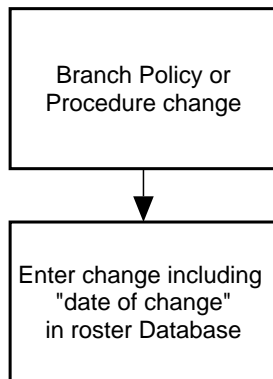 Branch Policy or
Procedure change
Enter change including
"date of change"
in roster Database